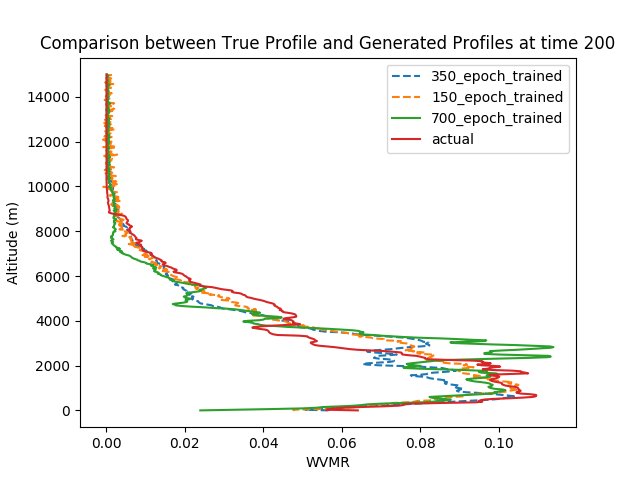 Comparison between True Profile and Generated Profiles at time 200
350_epoch_trained
150_epoch_trained
700_epoch_trained
actual
Altitude (m)
14000
12000
10000
8000
6000
4000
2000
0
0.00 0.02 0.04 0.06 0.08 0.10
WVMR